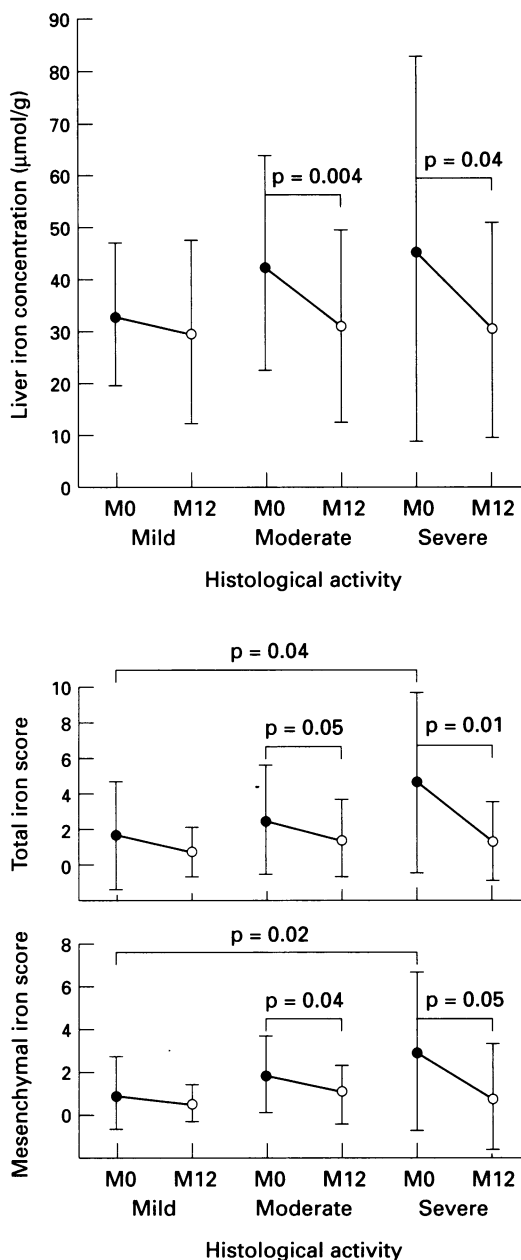 Liver iron concentration (µmol/g)
90
80
70
60
50
40
30
20
10
0
p = 0.004
p = 0.04
M0 M12 M0 M12 M0 M12
Mild Moderate Severe
Histological activity
Total iron score
10
8
6
4
2
0
p = 0.04
p = 0.05
p = 0.01
Mesenchymal iron score
8
6
4
2
0
p = 0.02
p = 0.04
p = 0.05
M0 M12 M0 M12 M0 M12
Mild Moderate Severe
Histological activity